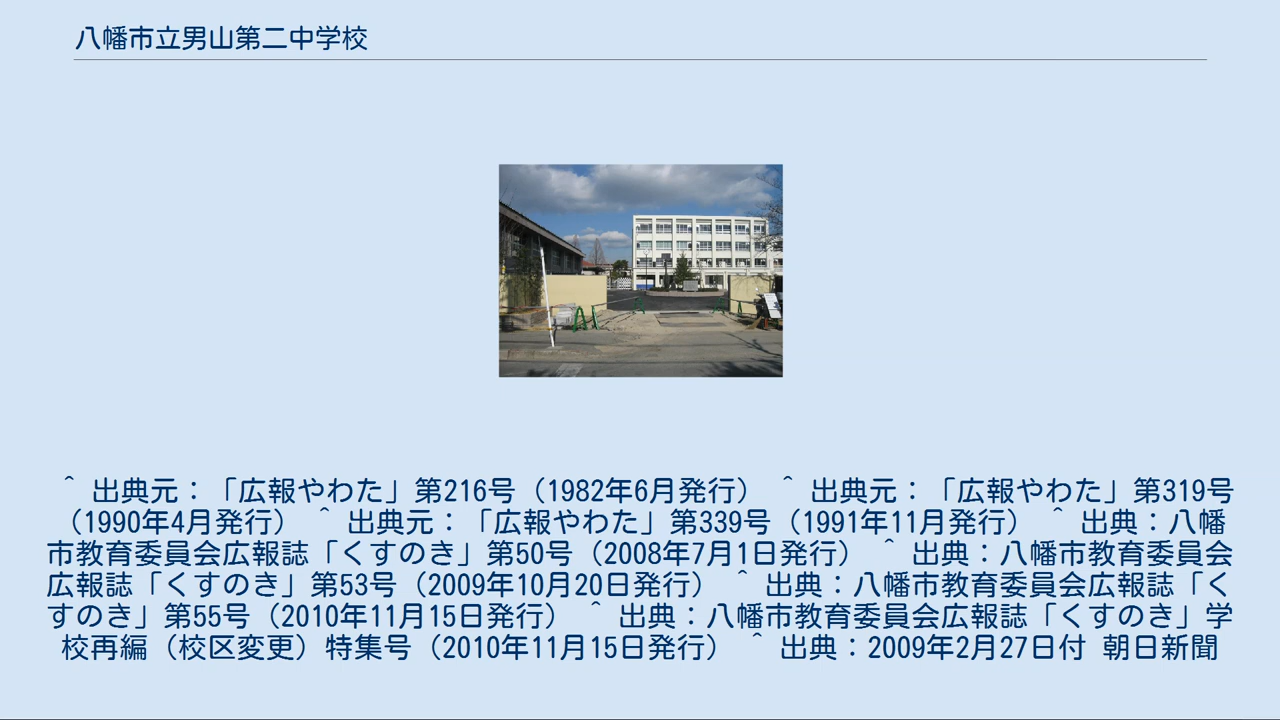 八幡市立男山第二中学校
^ 出典元：「広報やわた」第216号（1982年6月発行） ^ 出典元：「広報やわた」第319号
（1990年4月発行） ^ 出典元：「広報やわた」第339号（1991年11月発行） ^ 出典：八幡
市教育委員会広報誌「くすのき」第50号（2008年7月1日発行） ^ 出典：八幡市教育委員会
広報誌「くすのき」第53号（2009年10月20日発行） ^ 出典：八幡市教育委員会広報誌「く
すのき」第55号（2010年11月15日発行） ^ 出典：八幡市教育委員会広報誌「くすのき」学
校再編（校区変更）特集号（2010年11月15日発行） ^ 出典：2009年2月27日付 朝日新聞